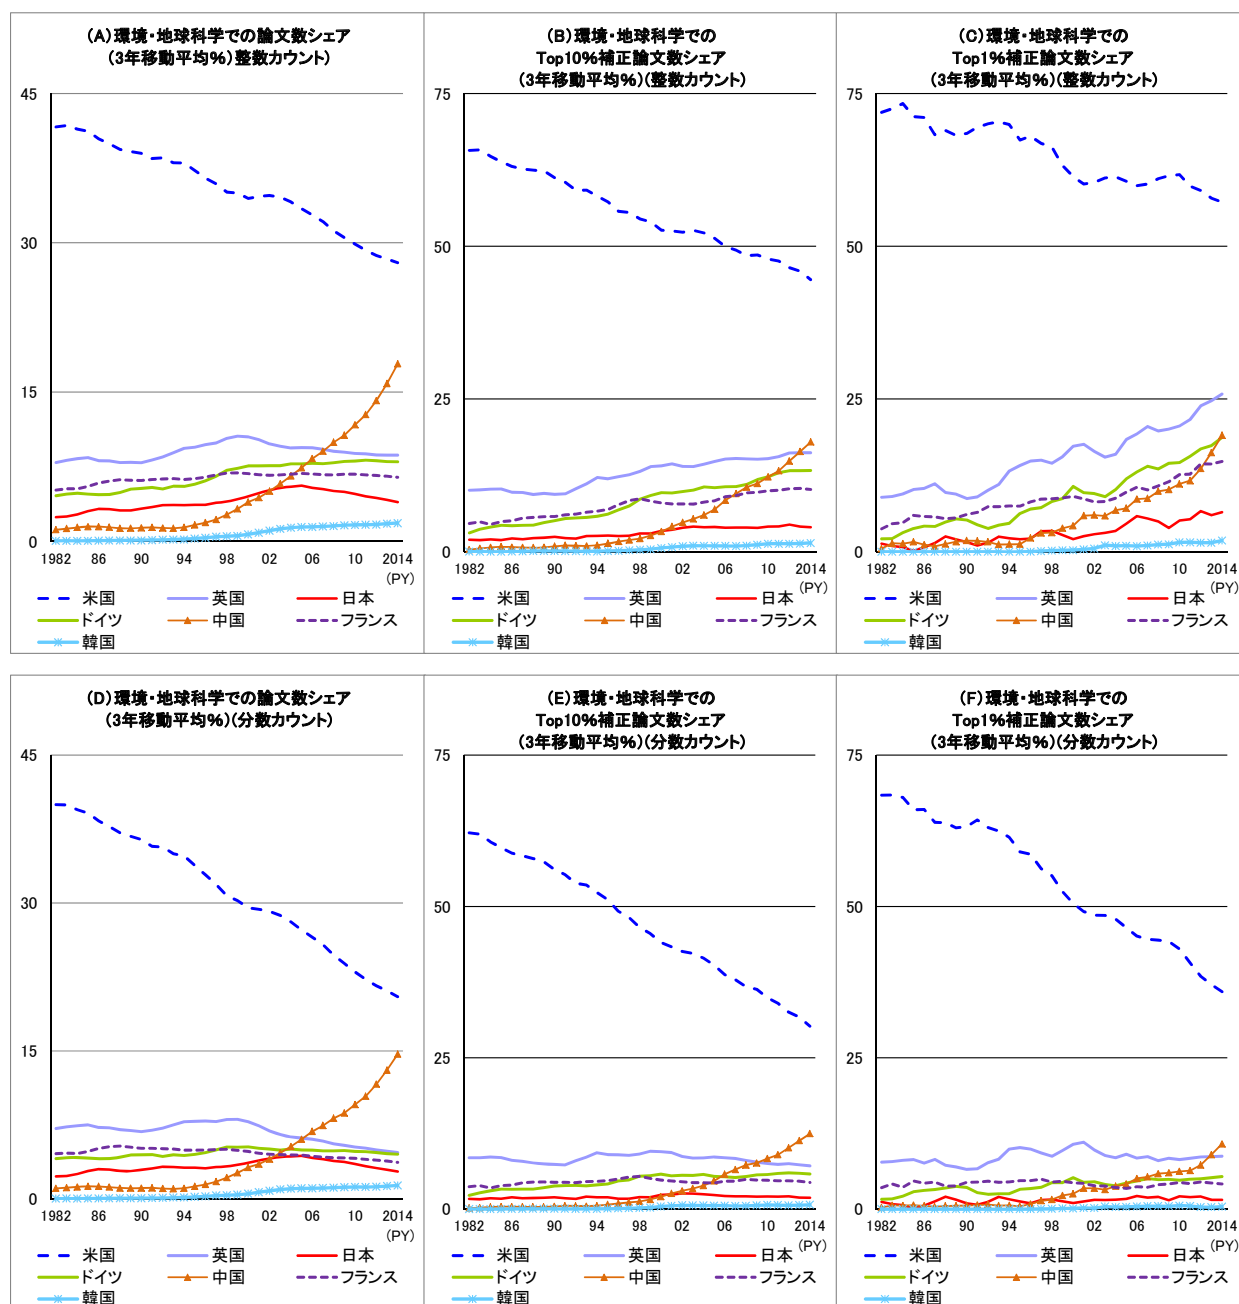 (A)環境・地球科学での論文数シェア
(3年移動平均%)整数カウント)
45
30
15
0
1982 86 90 94 98 02 06 10 2014
(PY)
米国 英国 日本
ドイツ 中国 フランス
韓国
(B)環境・地球科学での
Top10%補正論文数シェア
(3年移動平均%)(整数カウント)
75
50
25
0
1982 86 90 94 98 02 06 10 2014
(PY)
米国 英国 日本
ドイツ 中国 フランス
韓国
(C)環境・地球科学での
Top1%補正論文数シェア
(3年移動平均%)(整数カウント)
75
50
25
0
1982 86 90 94 98 02 06 10 2014
(PY)
米国 英国 日本
ドイツ 中国 フランス
韓国
(D)環境・地球科学での論文数シェア
(3年移動平均%)(分数カウント)
45
30
15
0
1982 86 90 94 98 02 06 10 2014
(PY)
米国 英国 日本
ドイツ 中国 フランス
韓国
(E)環境・地球科学での
Top10%補正論文数シェア
(3年移動平均%)(分数カウント)
75
50
25
0
1982 86 90 94 98 02 06 10 2014
(PY)
米国 英国 日本
ドイツ 中国 フランス
韓国
(F)環境・地球科学での
Top1%補正論文数シェア
(3年移動平均%)(分数カウント)
75
50
25
0
1982 86 90 94 98 02 06 10 2014
(PY)
米国 英国 日本
ドイツ 中国 フランス
韓国